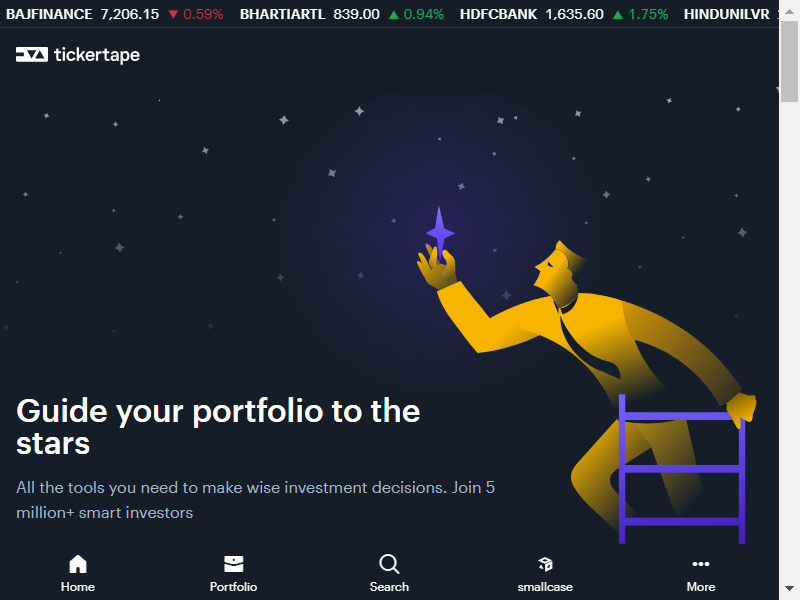 BAJFINANCE 7,206.15 ▼ 0.59% BHARTIARTL 839.00 ▲ 0.94% HDFCBANK 1,635.60 ▲ 1.75% HINDUNILVR
tickertape
Guide your portfolio to the
stars
All the tools you need to make wise investment decisions. Join 5
million+ smart investors
Home Portfolio Search smallcase More